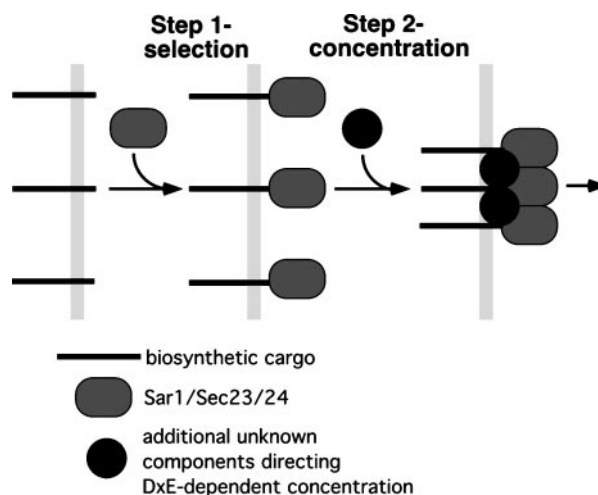 Step 1-
selection
Step 2-
concentration
biosynthetic cargo
Sar1/Sec23/24
additional unknown
components directing
DxE-dependent concentration